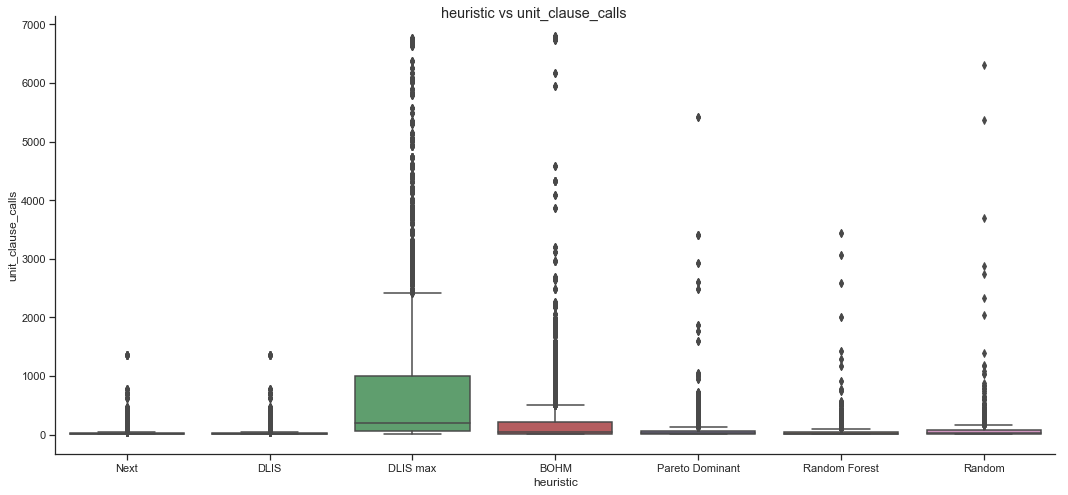 heuristic vs unit_clause_calls
7000
6000
5000
4000
3000
2000
1000
0
unit_clause_calls
Next DLIS DLIS max BOHM Pareto Dominant Random Forest Random
heuristic